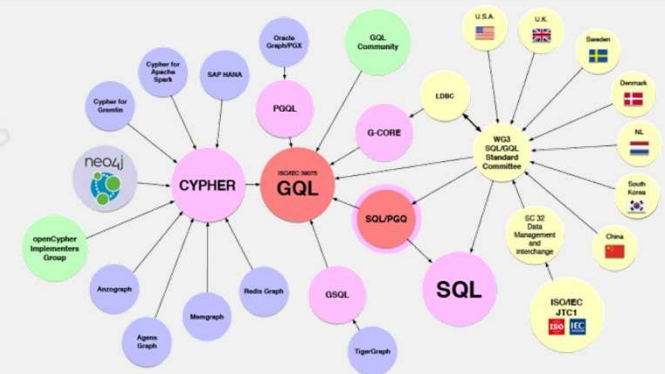 Oracle
Graph/PGX
GQL
Community
U.S.A.
U.K.
Sweden
Cypher for
Apache
Spark
SAP HANA
Denmark
Cypher for
Gremlin
PGQL
LDBC
G-CORE
WG3
SQL/GQL
Standard
Committee
NL
neo4j
CYPHER
ISO/IEC 39075
GQL
South
Korea
SQL/PGQ
SC 32
Data
Management
and
Interchange
China
openCypher
Implementers
Group
Anzograph
Redis Graph
GSQL
SQL
Memgraph
Agens
Graph
ISO/IEC
JTC1
ISO
IEC
TigerGraph